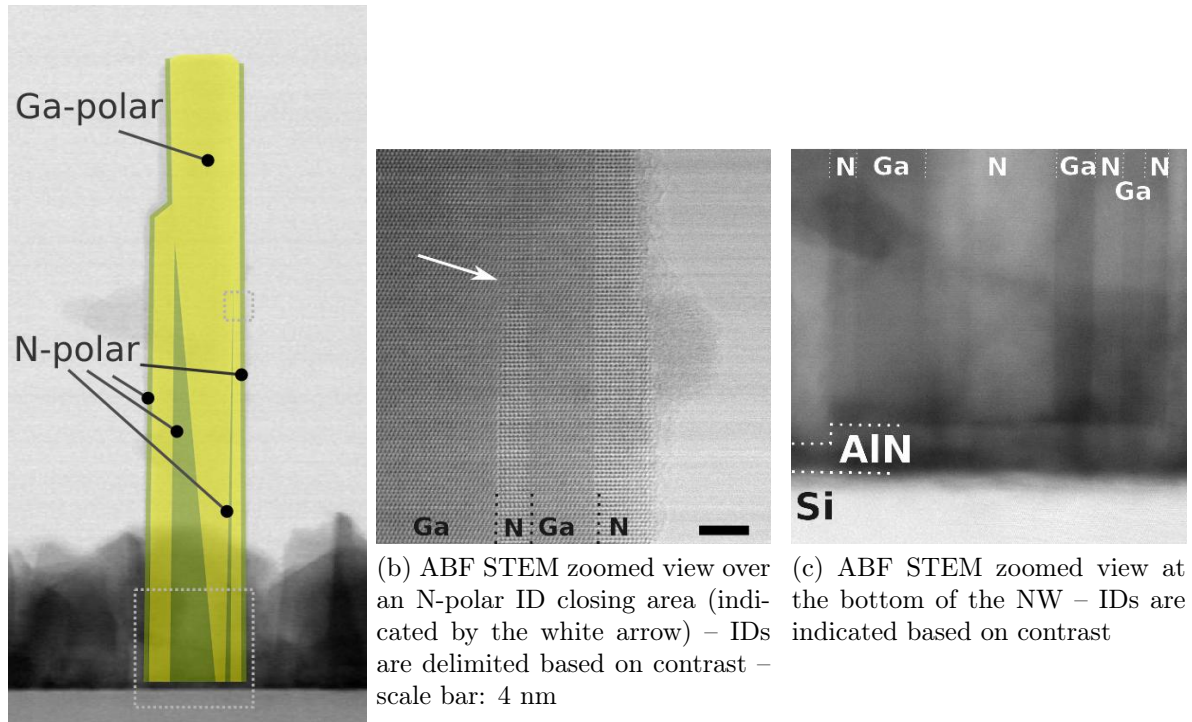 Ga-polar
N-polar
Ga N Ga N
(b) ABF STEM zoomed view over
an N-polar ID closing area (indi-
cated by the white arrow) – IDs
are delimited based on contrast –
scale bar: 4 nm
N Ga N Ga N N
Ga
AlN
Si
(c) ABF STEM zoomed view at
the bottom of the NW – IDs are
indicated based on contrast